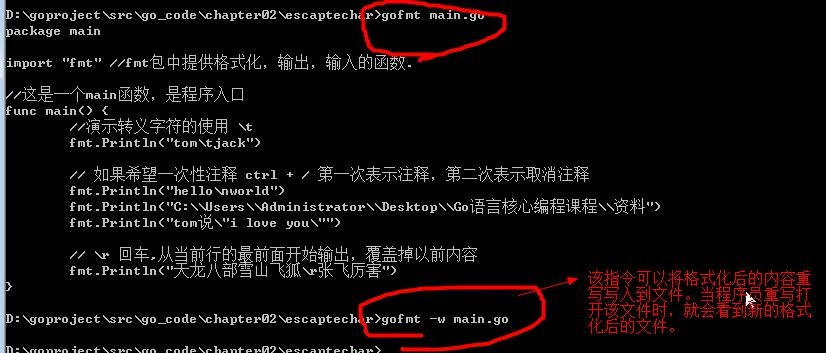 D:\goproject\src\go_code\chapter02\escaptechar>gofmt main.go
package main
import "fmt" //fmt包中提供格式化，输出，输入的函数.
//这是一个main函数，是程序入口
func main() {
//演示转义字符的使用 \t
fmt.Println("tom\tjack")
// 如果希望一次性注释 ctrl + / 第一次表示注释，第二次表示取消注释
fmt.Println("hello\nworld")
fmt.Println("C:\\Users\\Administrator\\Desktop\\Go语言核心编程课程\\资料")
fmt.Println("tom说\"i love you\"")
// \r 回车,从当前行的最前面开始输出，覆盖掉以前内容
fmt.Println("天龙八部雪山飞狐\r张飞厉害")
}
D:\goproject\src\go_code\chapter02\escaptechar>gofmt -w main.go
D:\goproject\src\go_code\chapter02\escaptechar>
该指令可以将格式化后的内容重
写写入到文件。当程序员重写打
开该文件时，就会看到新的格式
化后的文件。